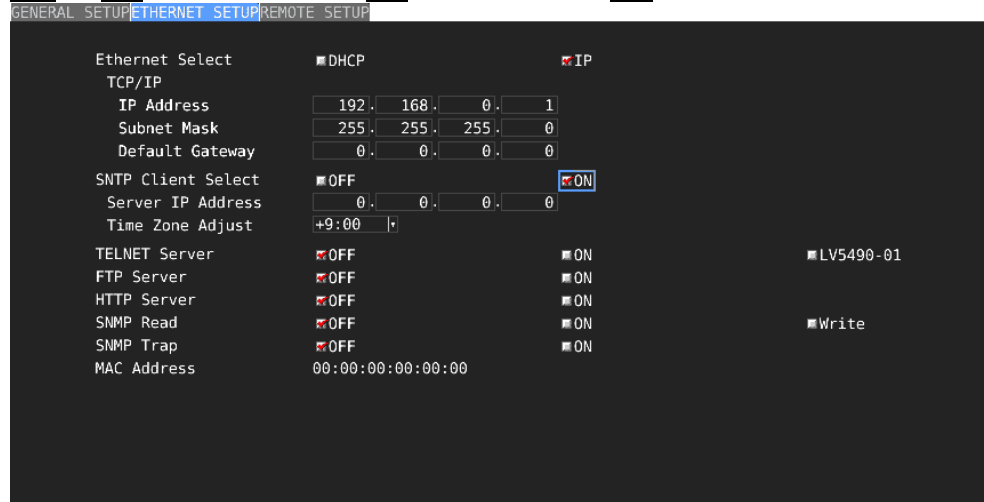 GENERAL SETUP ETHERNET SETUP REMOTE SETUP
Ethernet Select DHCP IP
TCP/IP
IP Address 192. 168. 0. 1
Subnet Mask 255. 255. 255. 0
Default Gateway 0. 0. 0. 0
SNTP Client Select OFF ON
Server IP Address 0. 0. 0. 0
Time Zone Adjust +9:00
TELNET Server OFF ON LV5490-01
FTP Server OFF ON
HTTP Server OFF ON
SNMP Read OFF ON Write
SNMP Trap OFF ON
MAC Address 00:00:00:00:00:00